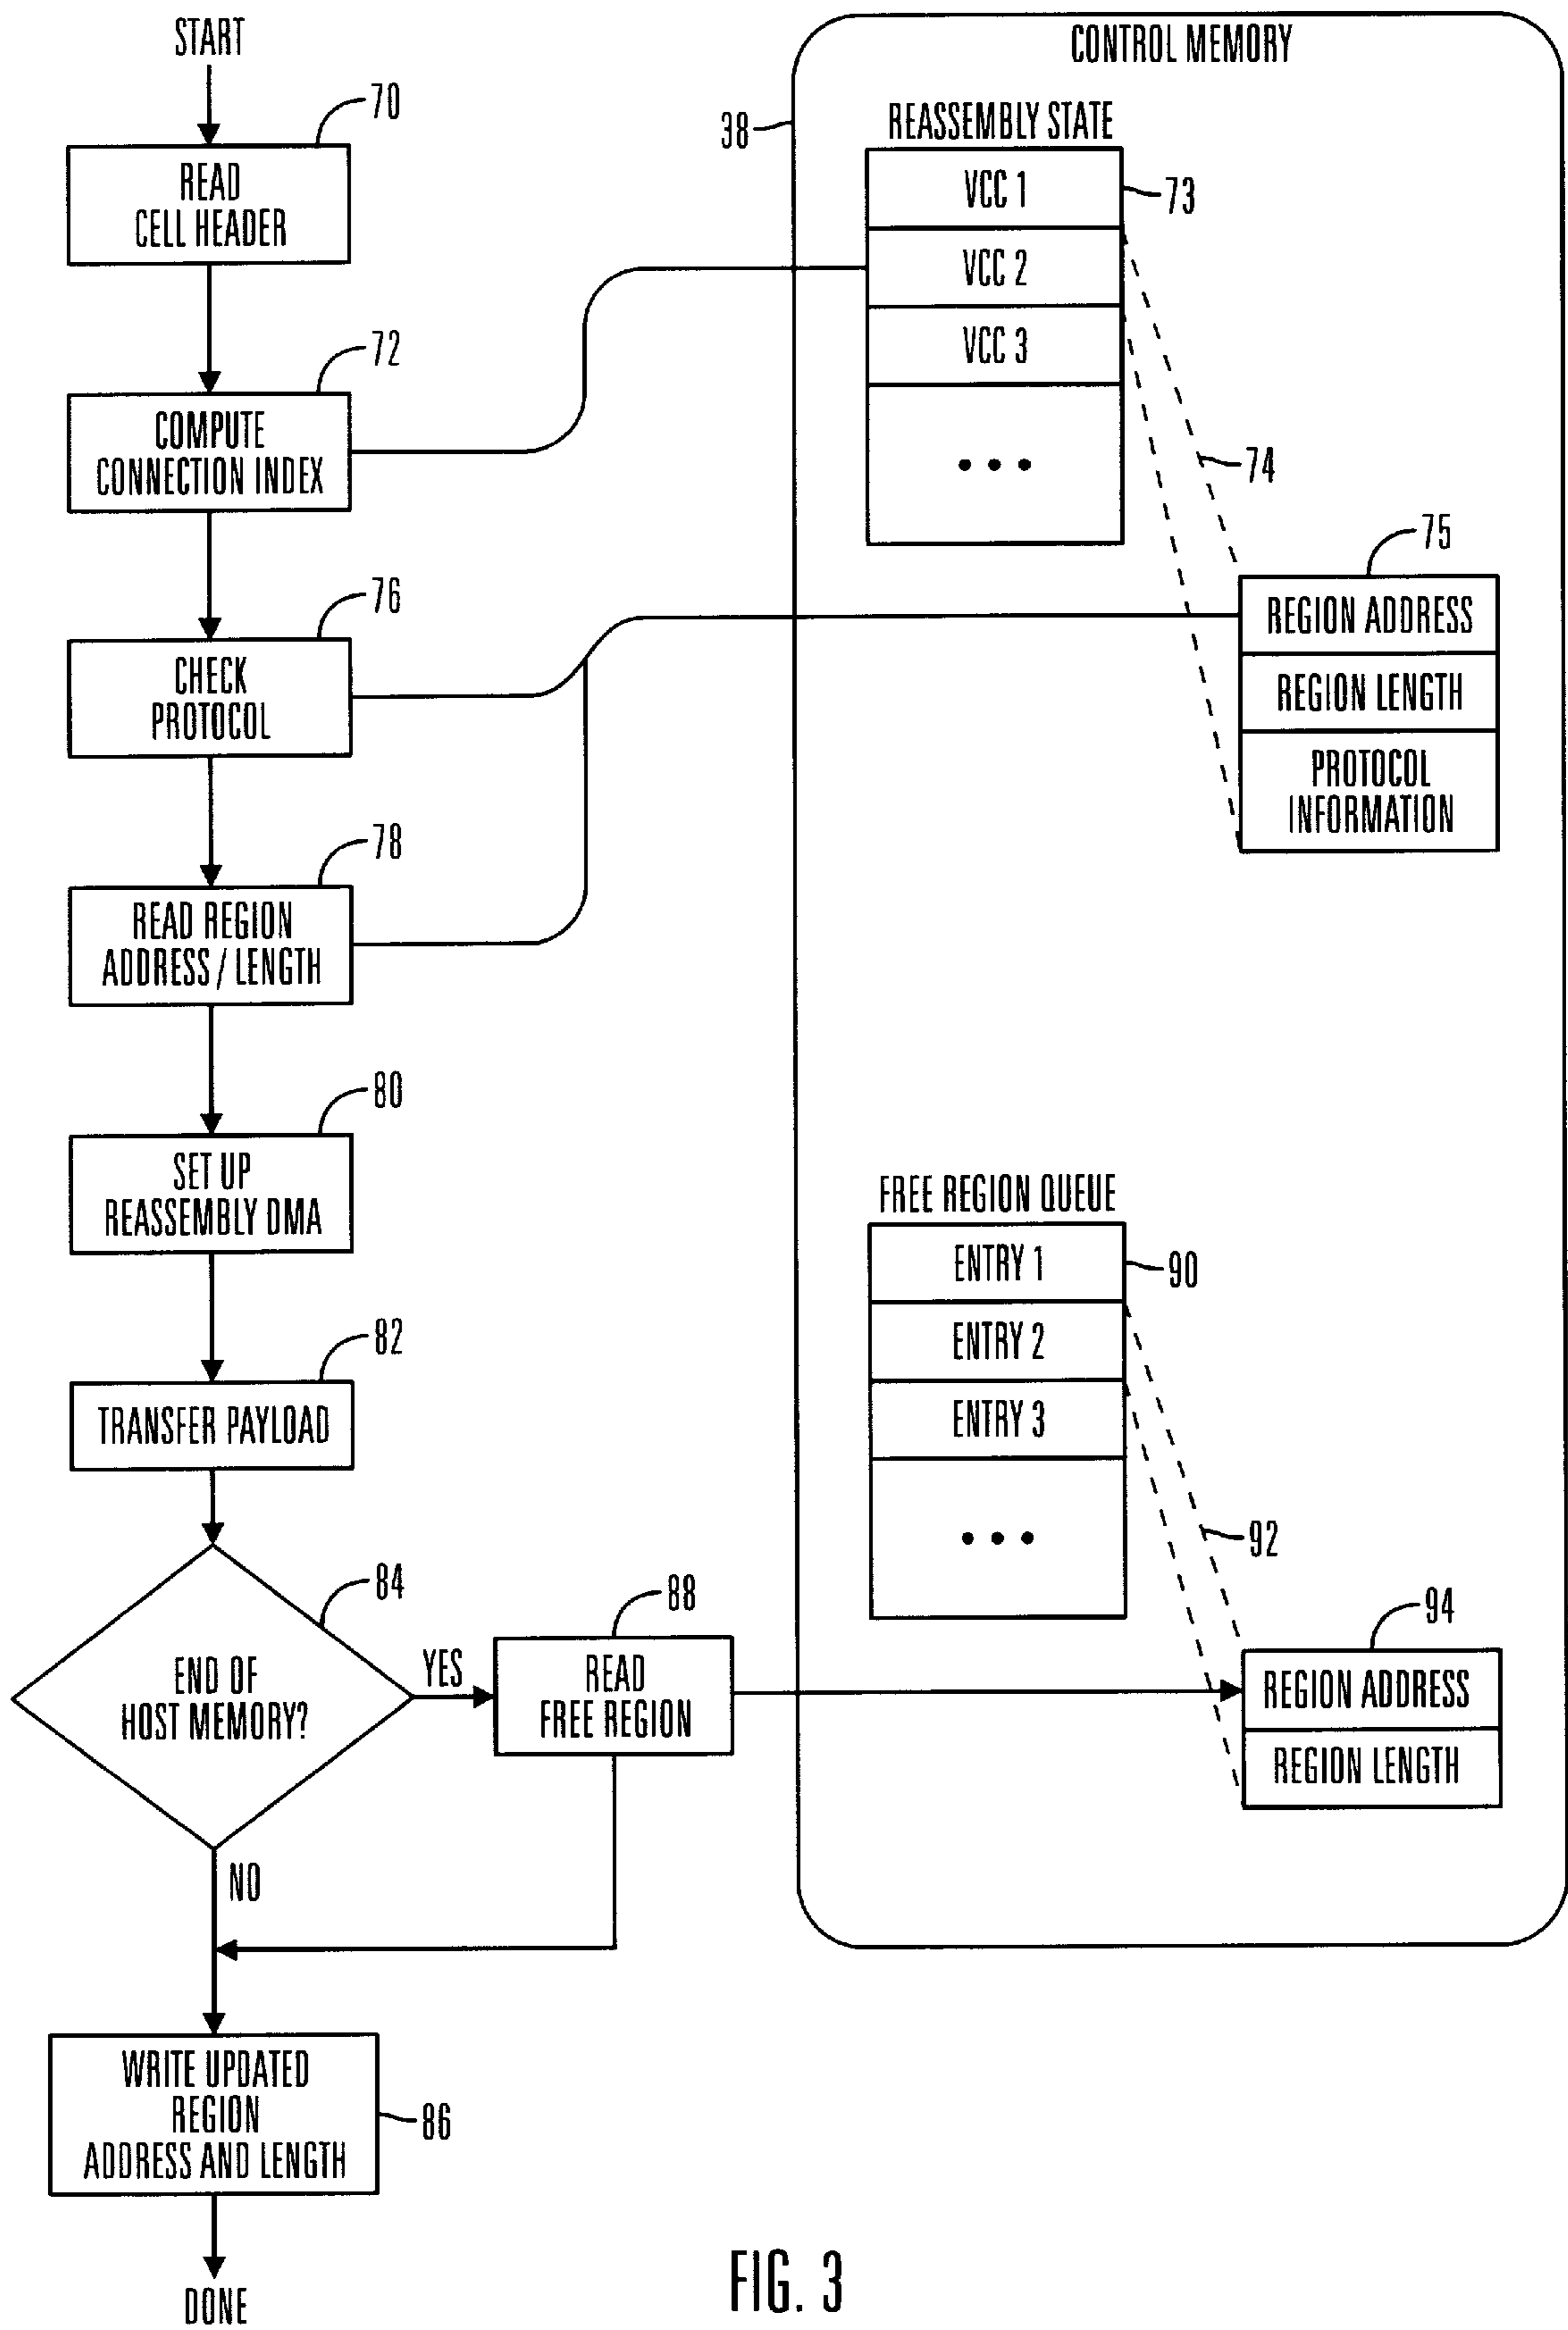 START
70
READ
CELL HEADER
72
COMPUTE
CONNECTION INDEX
76
CHECK
PROTOCOL
78
READ REGION
ADDRESS / LENGTH
80
SET UP
REASSEMBLY DMA
82
TRANSFER PAYLOAD
84
END OF
HOST MEMORY?
YES
88
READ
FREE REGION
NO
WRITE UPDATED
REGION
ADDRESS AND LENGTH
86
DONE
CONTROL MEMORY
38
REASSEMBLY STATE
VCC 1
73
VCC 2
VCC 3
• • •
74
75
REGION ADDRESS
REGION LENGTH
PROTOCOL
INFORMATION
FREE REGION QUEUE
ENTRY 1
90
ENTRY 2
ENTRY 3
• • •
92
94
REGION ADDRESS
REGION LENGTH
FIG. 3